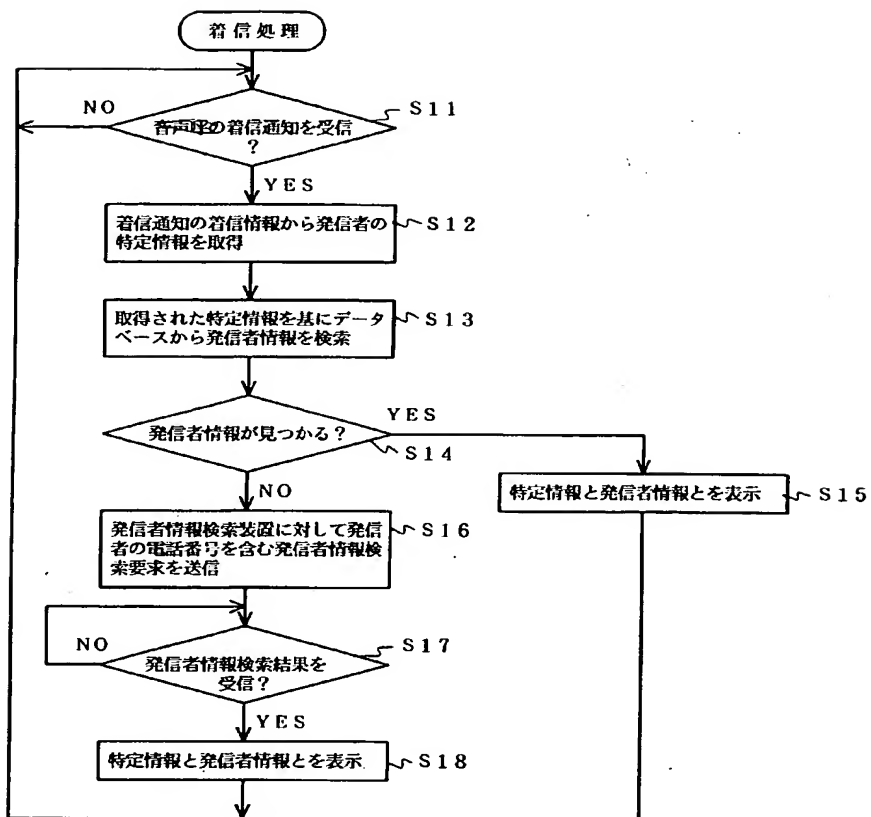 着信処理
NO
S11
音声呼の着信通知を受信
?
YES
着信通知の着信情報から発信者の
特定情報を取得
S12
取得された特定情報を基にデータ
ベースから発信者情報を検索
S13
発信者情報が見つかる?
YES
S14
NO
特定情報と発信者情報とを表示
S15
発信者情報検索装置に対して発信
者の電話番号を含む発信者情報検
索要求を送信
S16
NO
S17
発信者情報検索結果を
受信?
YES
特定情報と発信者情報とを表示
S18